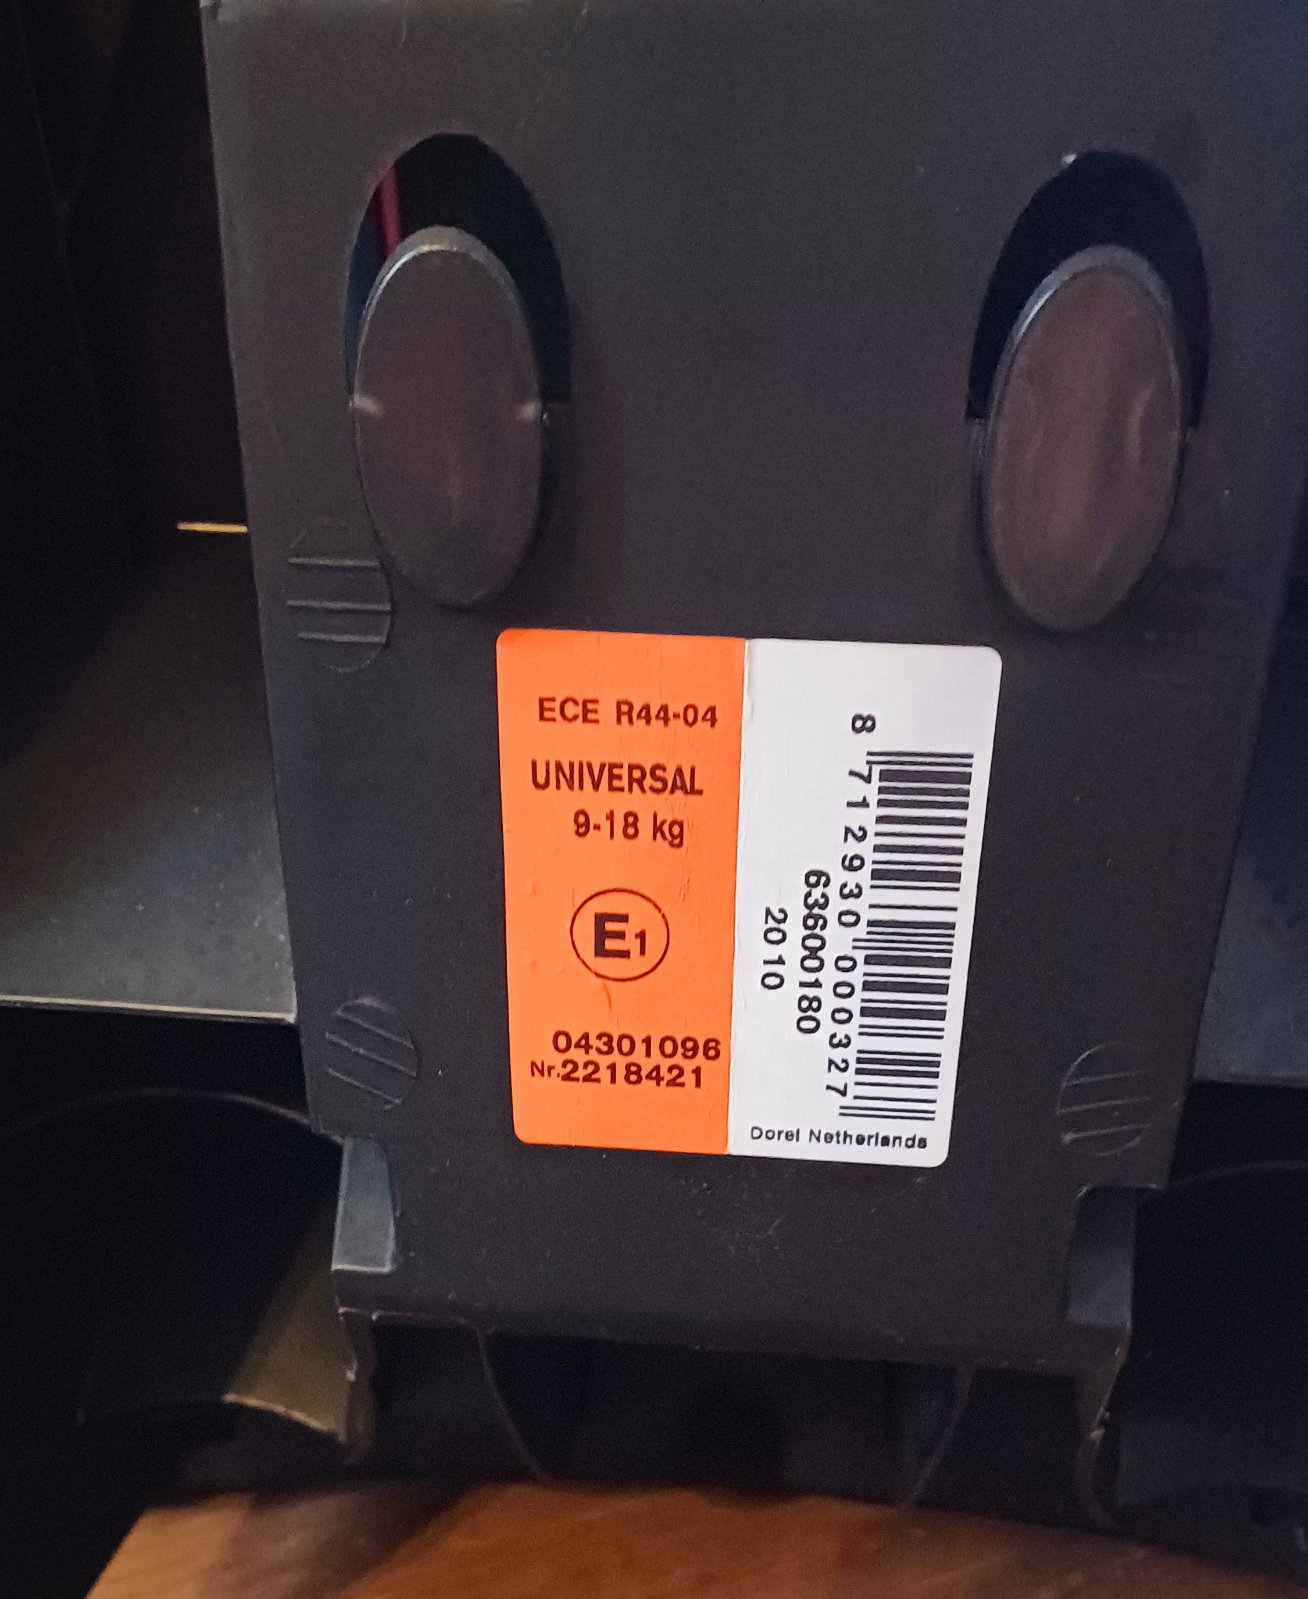 ECE R44-04
UNIVERSAL
9-18 kg
E1
04301096
Nr.2218421
8 712930 000327
63600180
2010
Dorel Netherlands